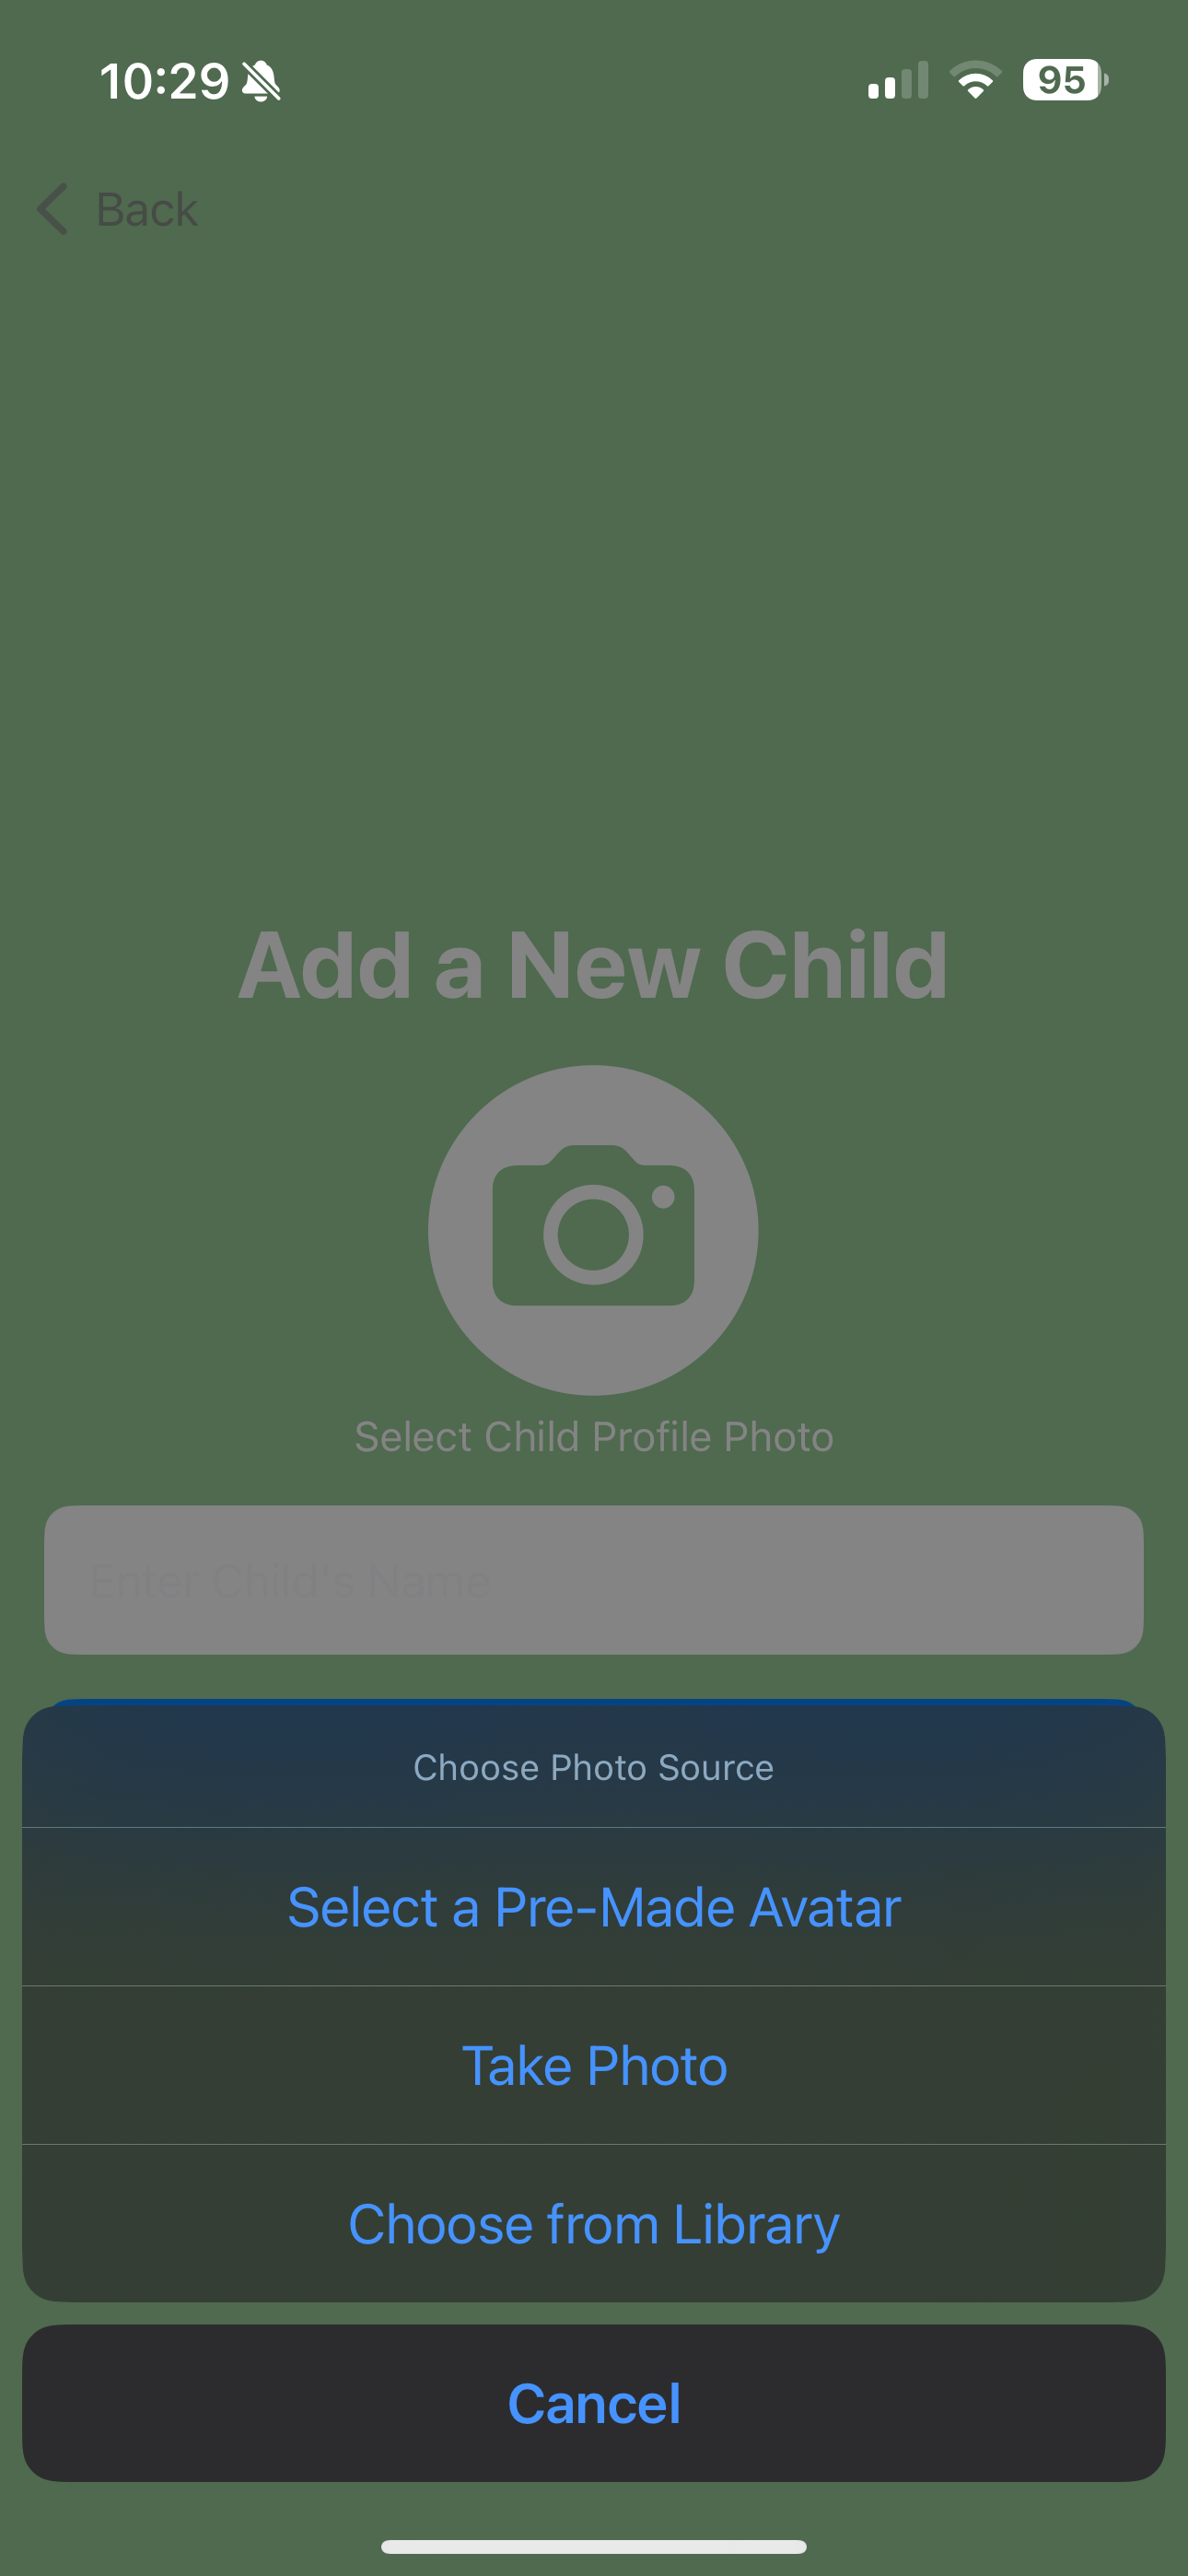 10:29
95
Back
Add a New Child
Select Child Profile Photo
Enter Child's Name
Choose Photo Source
Select a Pre-Made Avatar
Take Photo
Choose from Library
Cancel